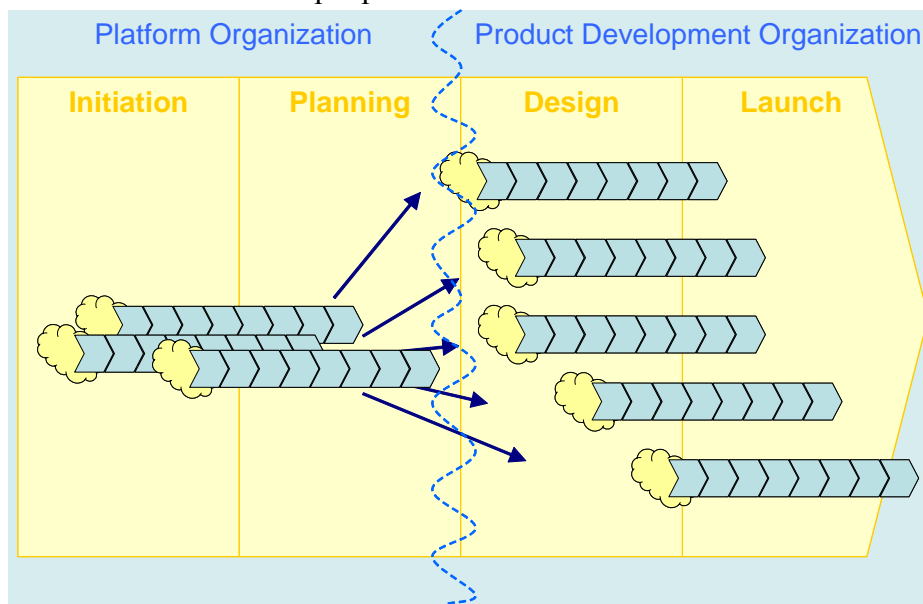 Platform Organization
Product Development Organization
Initiation
Planning
Design
Launch